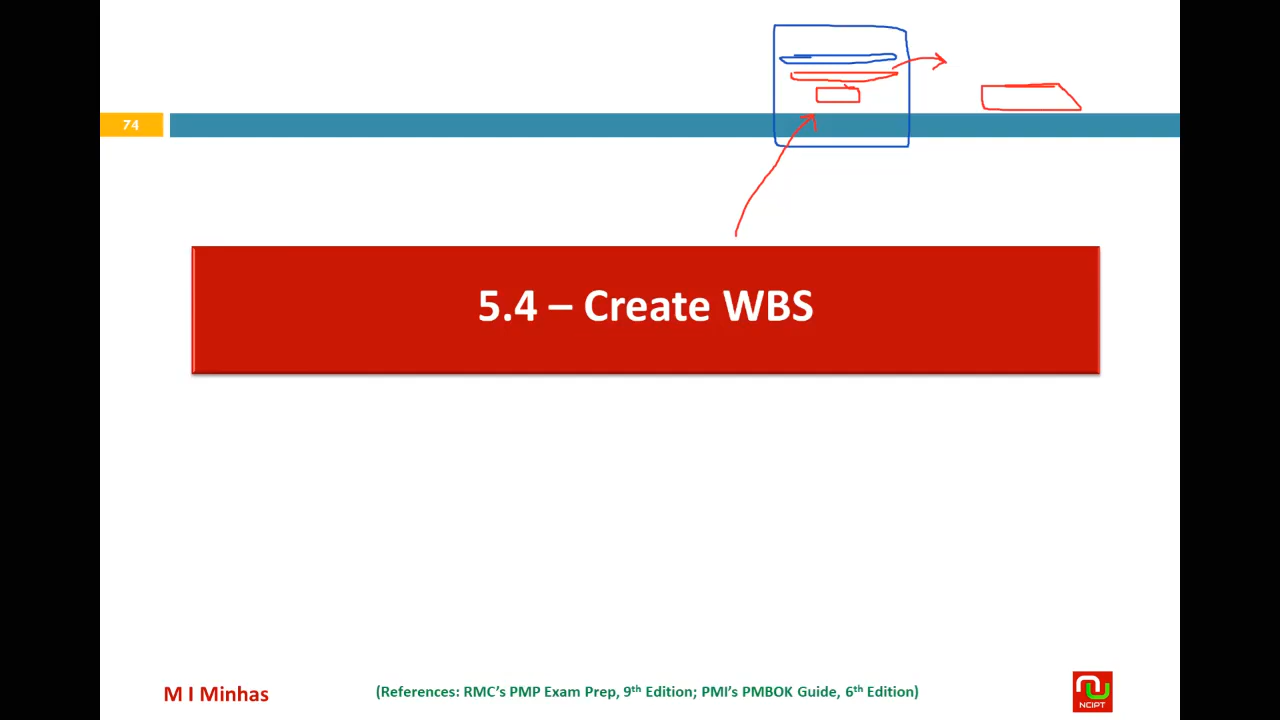 74
5.4 – Create WBS
M I Minhas
(References: RMC's PMP Exam Prep, 9th Edition; PMI's PMBOK Guide, 6th Edition)
NCIPT